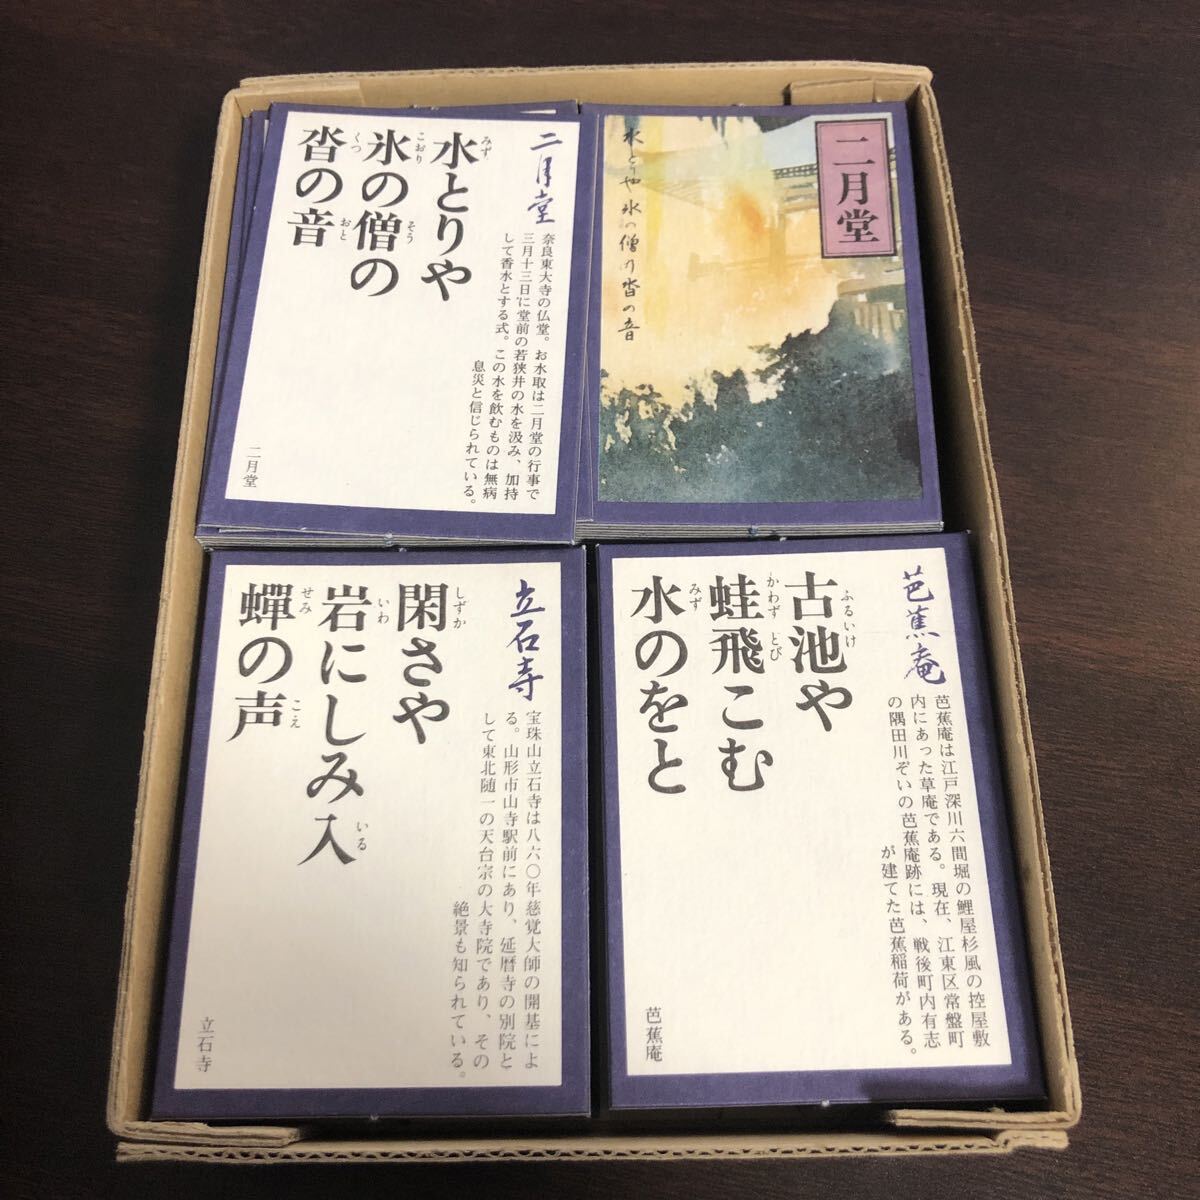 二月堂
水とりや
氷の僧の
沓の音
みず
こおり
そう
くつ
おと
奈良東大寺の仏堂。お水取は二月堂の行事で
三月十三日に堂前の若狭井の水を汲み、加持
して香水とする式。この水を飲むものは無病
息災と信じられている。
二月堂
二月堂
水とりや氷の僧の沓の音
立石寺
閑さや
岩にしみ入
蟬の声
しずか
いわ
いる
せみ
こえ
宝珠山立石寺は八六〇年慈覚大師の開基によ
る。山形市山寺駅前にあり、延暦寺の別院と
して東北随一の天台宗の大寺院であり、その
絶景も知られている。
立石寺
芭蕉庵
古池や
蛙飛こむ
水のをと
ふるいけ
かわず
とび
みず
芭蕉庵は江戸深川六間堀の鯉屋杉風の控屋敷
内にあった草庵である。現在、江東区常盤町
の隅田川ぞいの芭蕉庵跡には、戦後町内有志
が建てた芭蕉稲荷がある。
芭蕉庵